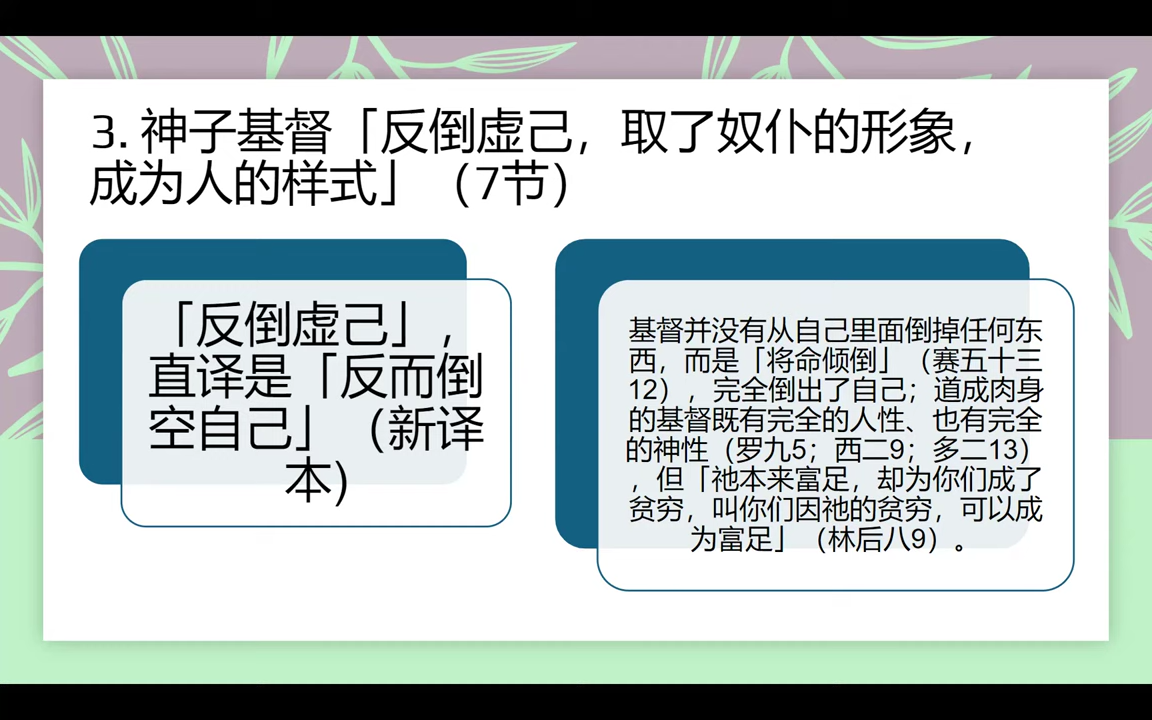 3. 神子基督「反倒虚己，取了奴仆的形象，
成为人的样式」（7节）
「反倒虚己」，
直译是「反而倒
空自己」（新译
本）
基督并没有从自己里面倒掉任何东
西，而是「将命倾倒」（赛五十三
12），完全倒出了自己；道成肉身
的基督既有完全的人性、也有完全
的神性（罗九5；西二9；多二13）
，但「祂本来富足，却为你们成了
贫穷，叫你们因祂的贫穷，可以成
为富足」（林后八9）。